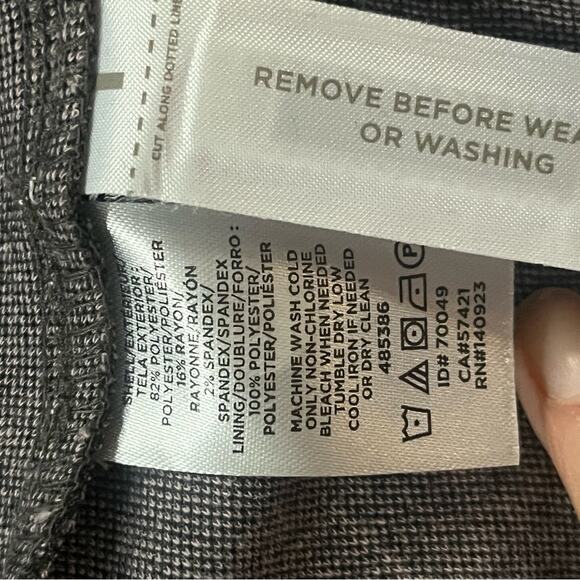 CUT ALONG DOTTED LINE
REMOVE BEFORE WEA
OR WASHING
SHELL/EXTÉRIEUR/
TELA/EXTERIOR:
82% POLYESTER/
POLYESTER/POLIÉSTER
16% RAYON/
RAYONNE/RAYÓN
2% SPANDEX/
SPANDEX/SPANDEX
LINING/DOUBLURE/FORRO:
100% POLYESTER/
POLYESTER/POLIÉSTER
MACHINE WASH COLD
ONLY NON-CHLORINE
BLEACH WHEN NEEDED
TUMBLE DRY LOW
COOL IRON IF NEEDED
OR DRY CLEAN
485386
P
ID# 70049
CA#57421
RN#140923